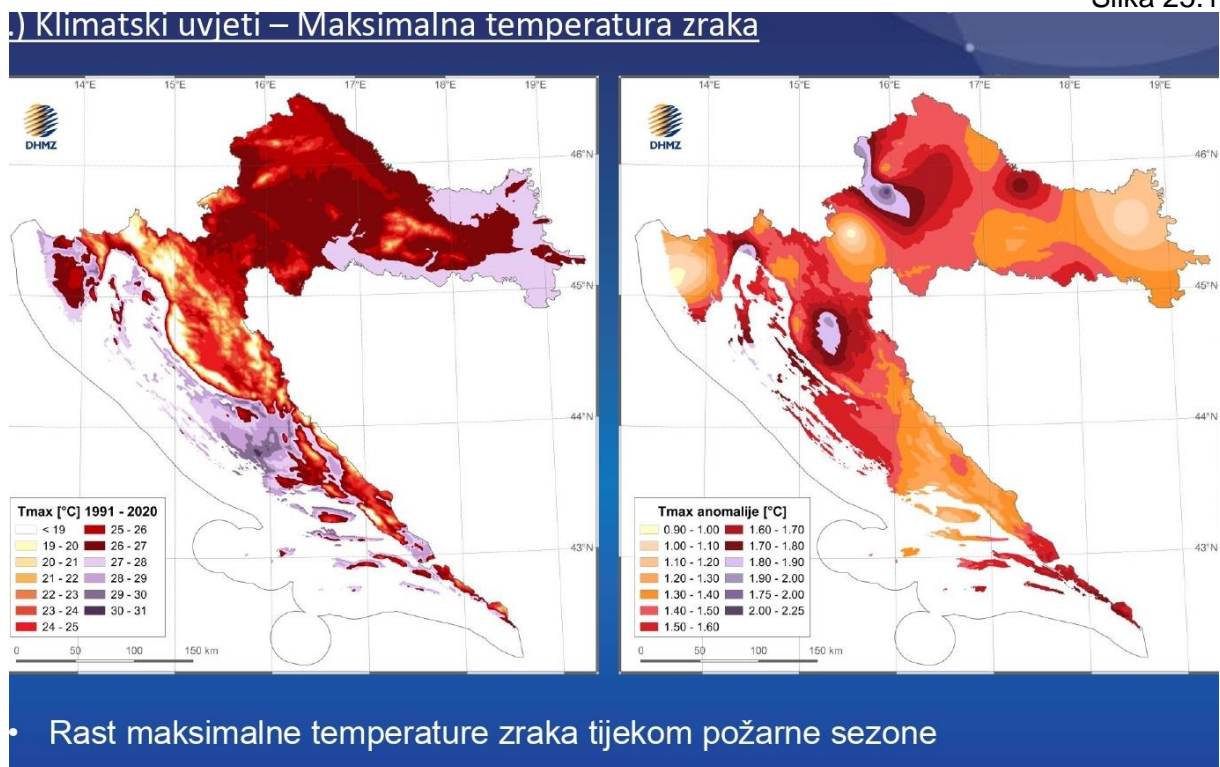 Slika 25.1
.) Klimatski uvjeti – Maksimalna temperatura zraka
14°E 15°E 16°E 17°E 18°E 19°E
DHMZ
46°N
45°N
44°N
43°N
Tmax [°C] 1991 - 2020
< 19 25 - 26
19 - 20 26 - 27
20 - 21 27 - 28
21 - 22 28 - 29
22 - 23 29 - 30
23 - 24 30 - 31
24 - 25
0 50 100 150 km
14°E 15°E 16°E 17°E 18°E 19°E
DHMZ
46°N
45°N
44°N
43°N
Tmax anomalije [°C]
0.90 - 1.00 1.60 - 1.70
1.00 - 1.10 1.70 - 1.80
1.10 - 1.20 1.80 - 1.90
1.20 - 1.30 1.90 - 2.00
1.30 - 1.40 1.75 - 2.00
1.40 - 1.50 2.00 - 2.25
1.50 - 1.60
0 50 100 150 km
• Rast maksimalne temperature zraka tijekom požarne sezone